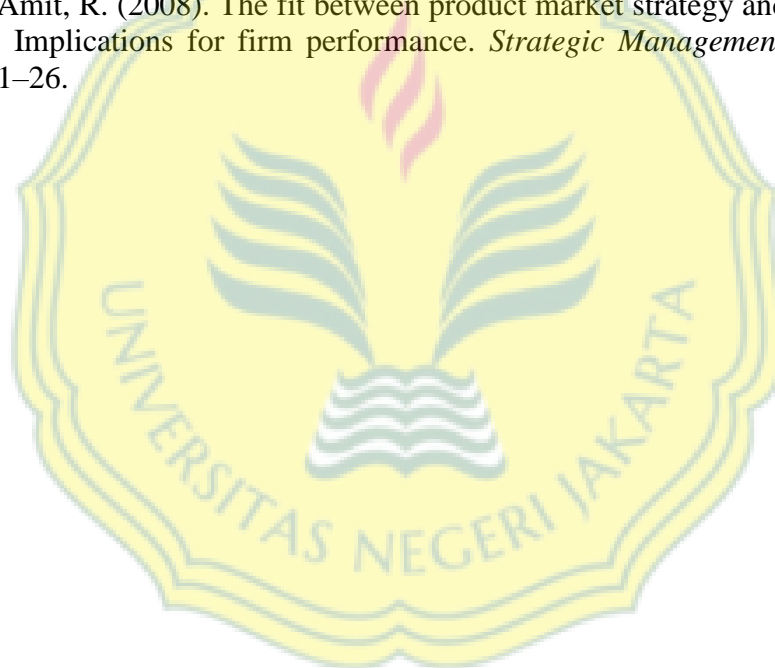 Amit, R. (2008). The fit between product market strategy and
Implications for firm performance. Strategic Management
1–26.
UNIVERSITAS NEGERI JAKARTA